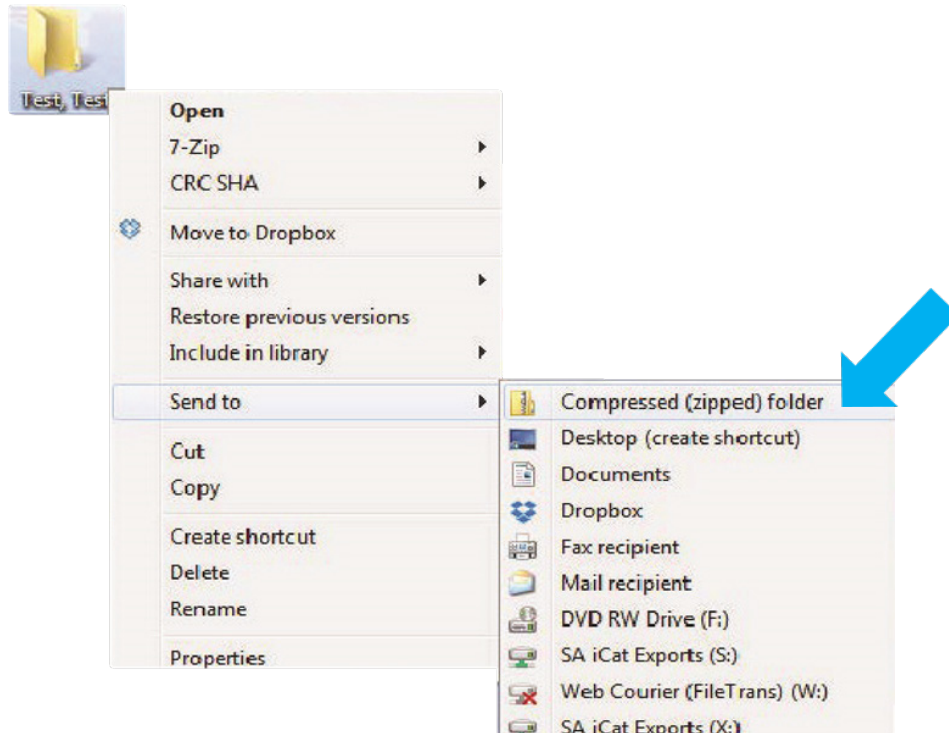 Test, Test
Open
7-Zip
CRC SHA
Move to Dropbox
Share with
Restore previous versions
Include in library
Send to
Cut
Copy
Create shortcut
Delete
Rename
Properties
Compressed (zipped) folder
Desktop (create shortcut)
Documents
Dropbox
Fax recipient
Mail recipient
DVD RW Drive (F:)
SA iCat Exports (S:)
Web Courier (FileTrans) (W:)
SA iCat Exports (X:)